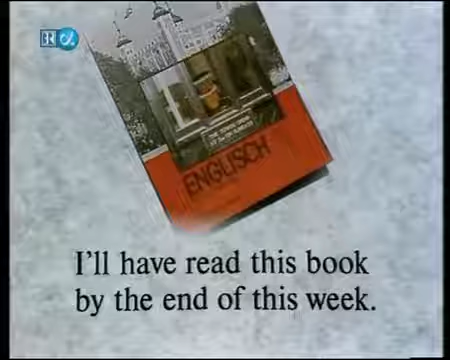 BR α
ENGLISCH
I'll have read this book
by the end of this week.